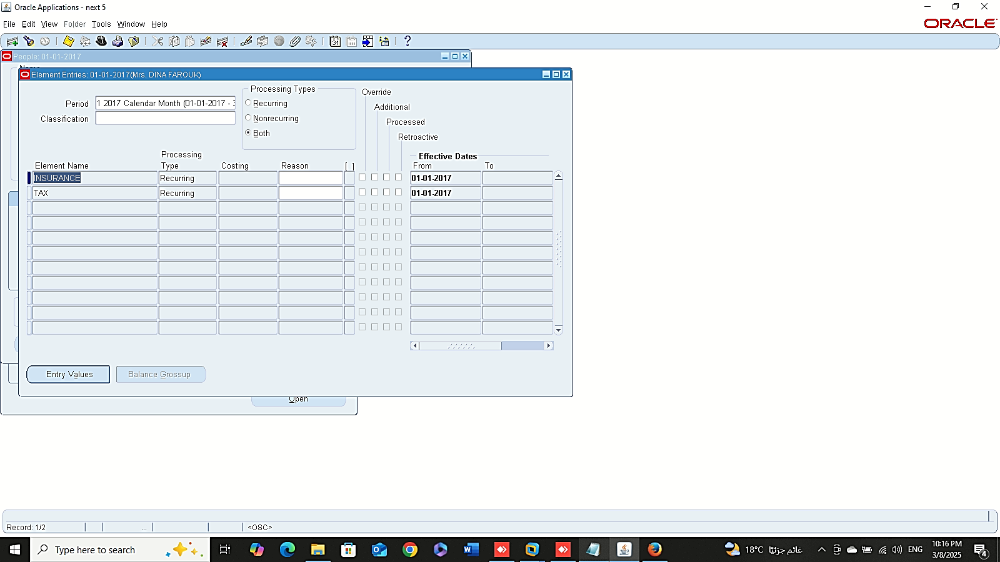 Oracle Applications - next 5
File Edit View Folder Tools Window Help
ORACLE
People: 01-01-2017
Element Entries: 01-01-2017(Mrs. DINA FAROUK)
Period 1 2017 Calendar Month (01-01-2017 - 3
Classification
Processing Types
Recurring
Nonrecurring
Both
Override
Additional
Processed
Retroactive
Effective Dates
Processing
Element Name Type Costing Reason [ ] From To
INSURANCE Recurring 01-01-2017
TAX Recurring 01-01-2017
Entry Values Balance Grossup
Open
Record: 1/2 ... <OSC>
Type here to search
18°C غائم جزئيًا
ENG
10:16 PM
3/8/2025
4